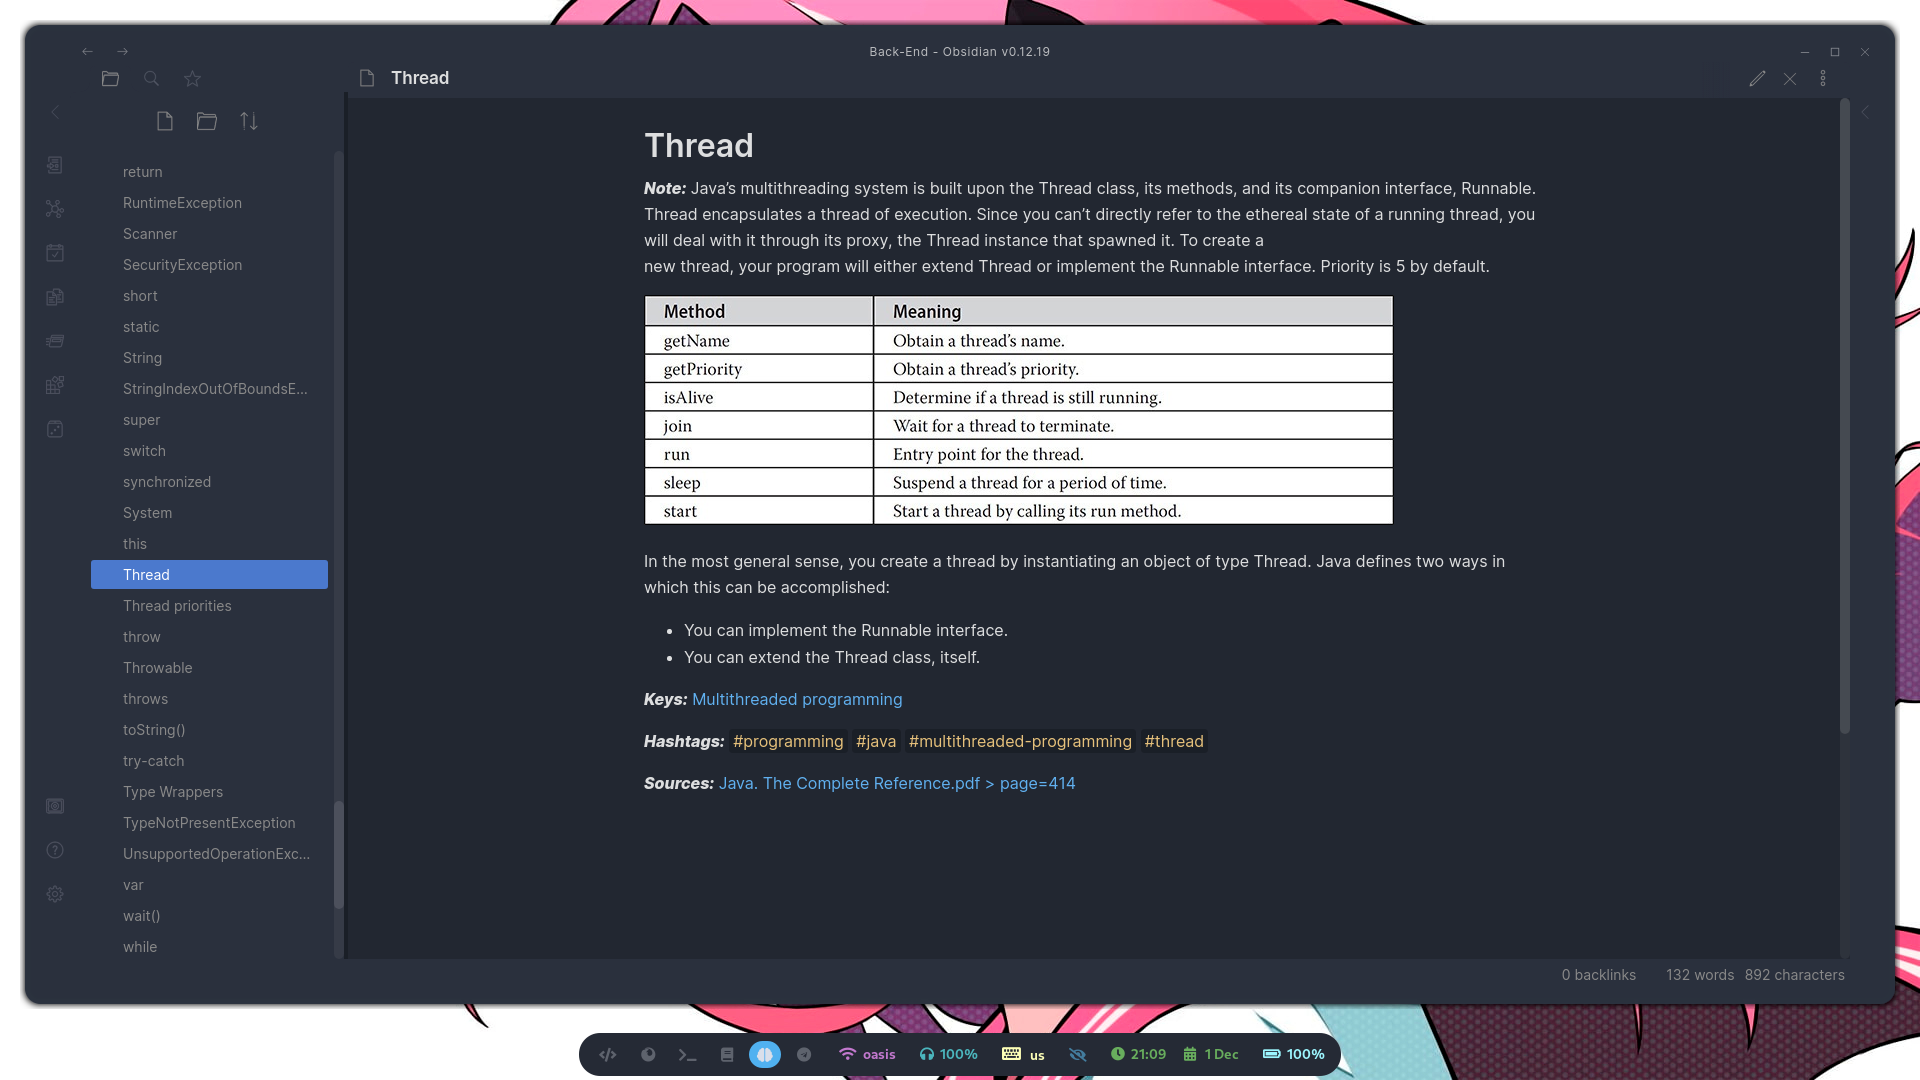 Back-End - Obsidian v0.12.19
Thread
return
RuntimeException
Scanner
SecurityException
short
static
String
StringIndexOutOfBoundsE...
super
switch
synchronized
System
this
Thread
Thread priorities
throw
Throwable
throws
toString()
try-catch
Type Wrappers
TypeNotPresentException
UnsupportedOperationExc...
var
wait()
while
Thread
Note: Java’s multithreading system is built upon the Thread class, its methods, and its companion interface, Runnable.
Thread encapsulates a thread of execution. Since you can’t directly refer to the ethereal state of a running thread, you
will deal with it through its proxy, the Thread instance that spawned it. To create a
new thread, your program will either extend Thread or implement the Runnable interface. Priority is 5 by default.
Method Meaning
getName Obtain a thread’s name.
getPriority Obtain a thread’s priority.
isAlive Determine if a thread is still running.
join Wait for a thread to terminate.
run Entry point for the thread.
sleep Suspend a thread for a period of time.
start Start a thread by calling its run method.
In the most general sense, you create a thread by instantiating an object of type Thread. Java defines two ways in
which this can be accomplished:
• You can implement the Runnable interface.
• You can extend the Thread class, itself.
Keys: Multithreaded programming
Hashtags: #programming #java #multithreaded-programming #thread
Sources: Java. The Complete Reference.pdf > page=414
0 backlinks 132 words 892 characters
oasis 100% us 21:09 1 Dec 100%